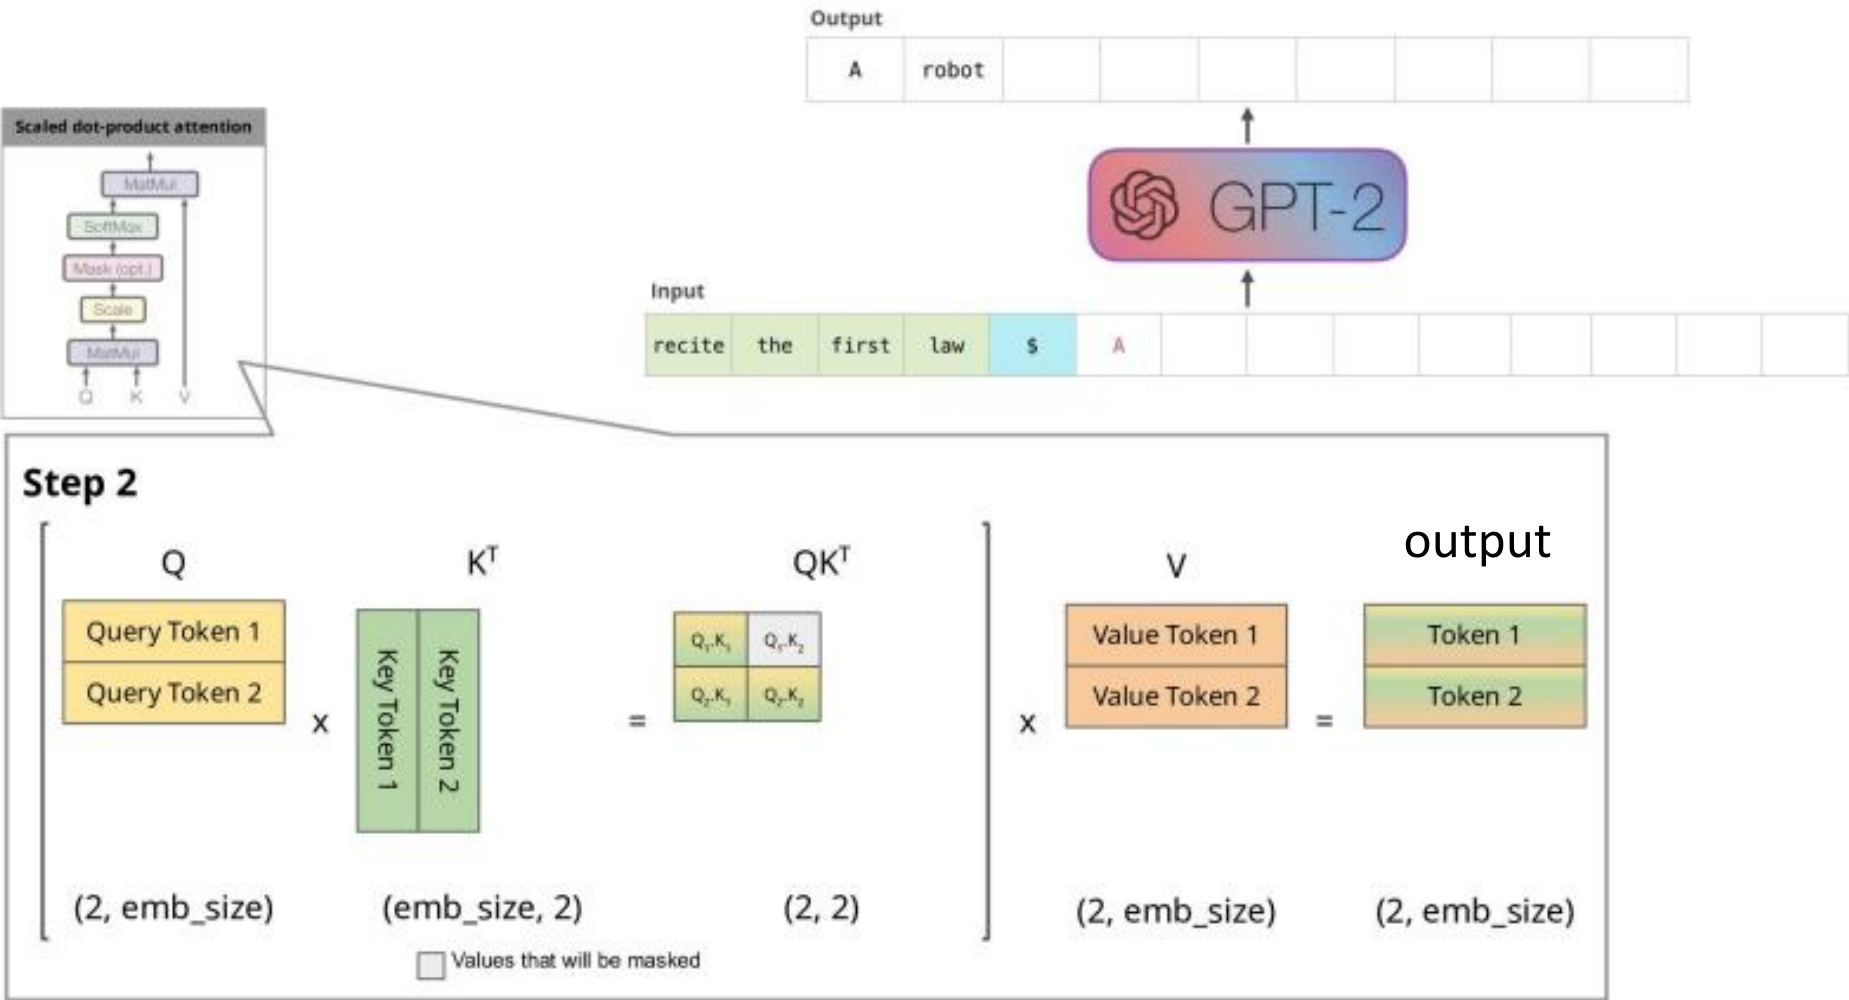 Output
A robot
Scaled dot-product attention
MatMul
SoftMax
Mask (opt.)
Scale
MatMul
Q K V
GPT-2
Input
recite the first law $ A
Step 2
Q K^T QK^T V output
Query Token 1
Query Token 2
x
Key Token 1
Key Token 2
=
Q₁.K₁ Q₁.K₂
Q₂.K₁ Q₂.K₂
x
Value Token 1
Value Token 2
=
Token 1
Token 2
(2, emb_size) (emb_size, 2) (2, 2) (2, emb_size) (2, emb_size)
Values that will be masked